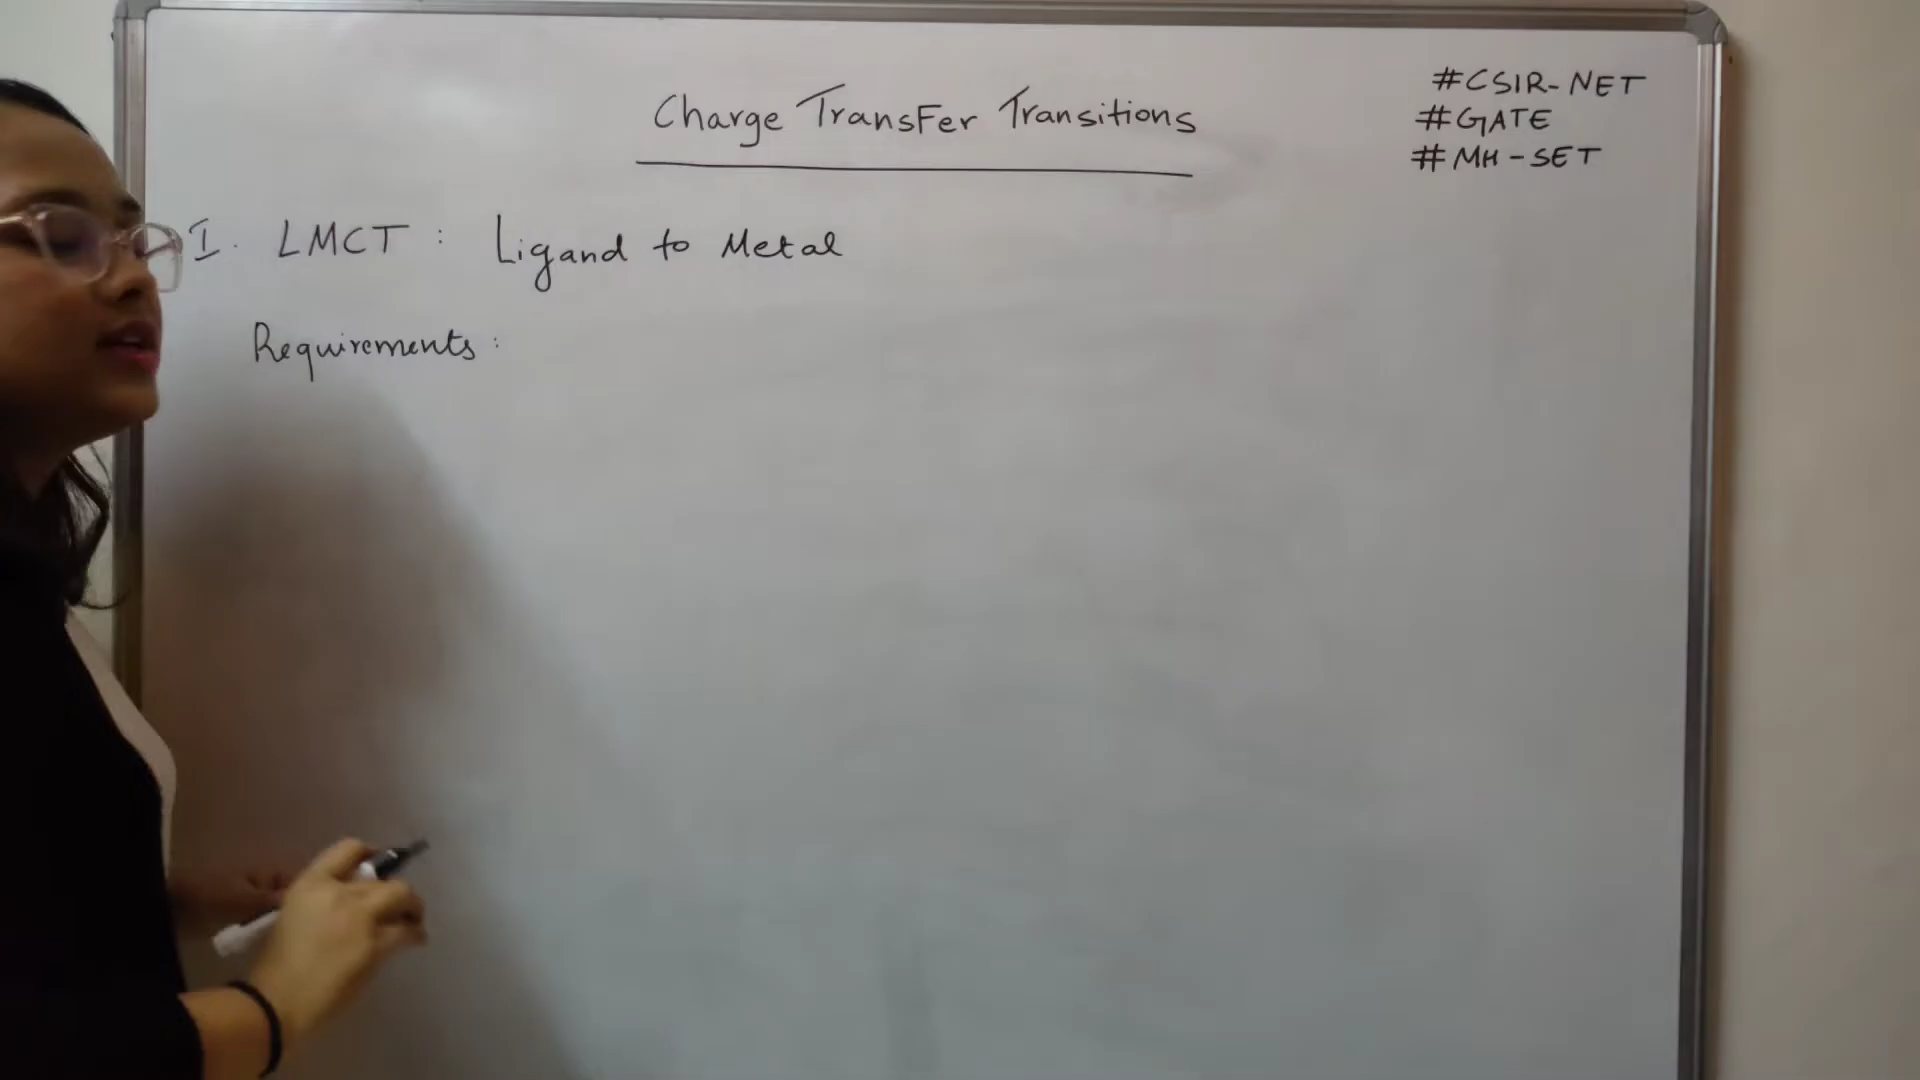 Charge Transfer Transitions
#CSIR-NET
#GATE
#MH-SET
I. LMCT : Ligand to Metal
Requirements :